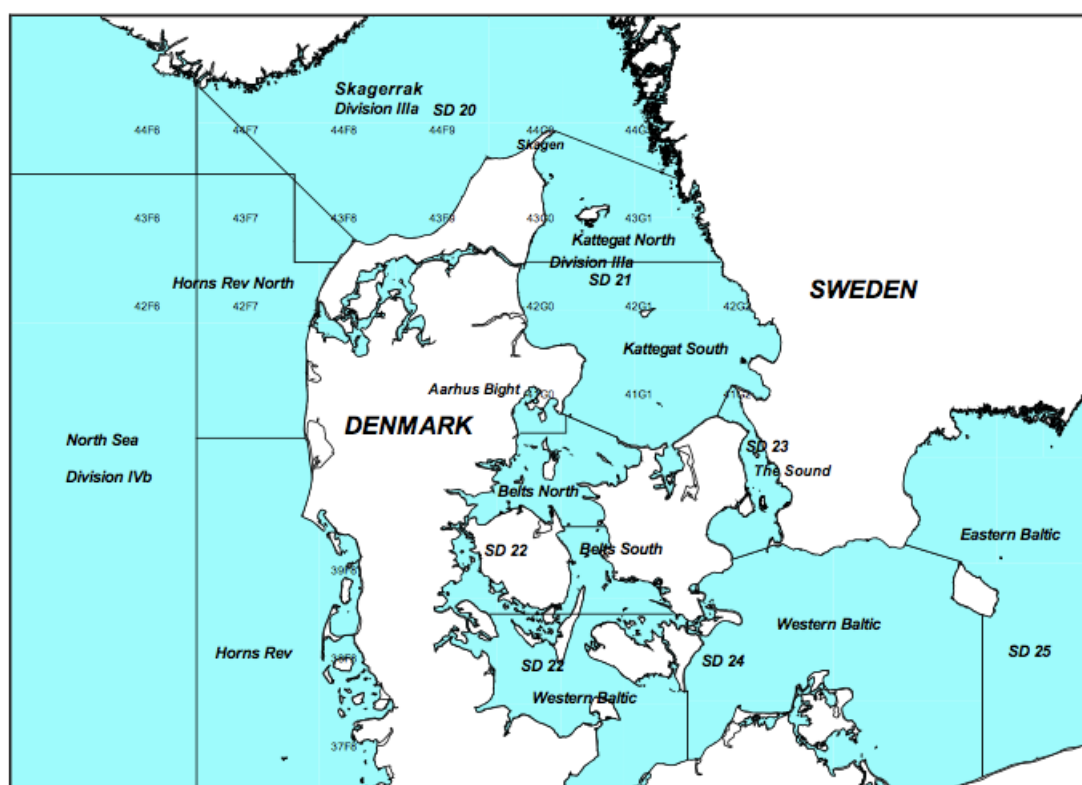 Skagerrak
Division IIIa SD 20
44F6 44F7 44F8 44F9 44G0
Skagen
43F6 43F7 43F8 43F9 43G0 43G1
Kattegat North
Division IIIa
SD 21
Horns Rev North
SWEDEN
42F6 42F7 42G0 42G1 42G2
Kattegat South
Aarhus Bight
41G1 41G2
DENMARK
North Sea
Division IVb
SD 23
The Sound
Belts North
Eastern Baltic
SD 22
Belts South
39F8
Western Baltic
Horns Rev
38F8
SD 22
SD 24
SD 25
Western Baltic
37F8